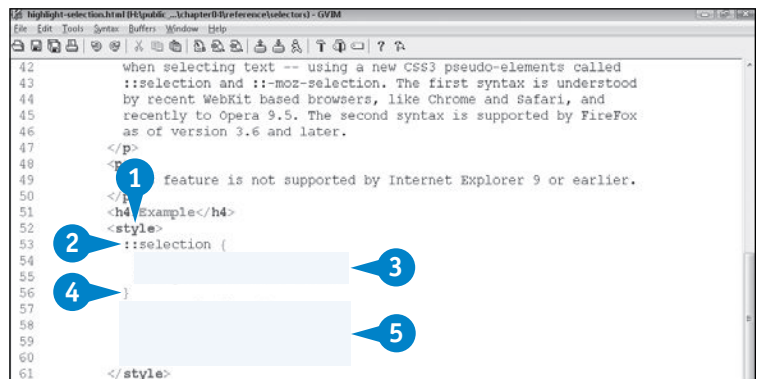 highlight-selection.html (H:\public_...\chapter04\reference\selectors) - GVIM
File Edit Tools Syntax Buffers Window Help
42 when selecting text -- using a new CSS3 pseudo-elements called
43 ::selection and ::-moz-selection. The first syntax is understood
44 by recent WebKit based browsers, like Chrome and Safari, and
45 recently to Opera 9.5. The second syntax is supported by FireFox
46 as of version 3.6 and later.
47 </p>
48 <p
49 feature is not supported by Internet Explorer 9 or earlier.
50 </p
1
51 <h4 Example</h4>
52 <style>
2
53 ::selection {
54
3
55
4
56 }
57
58
5
59
60
61 </style>